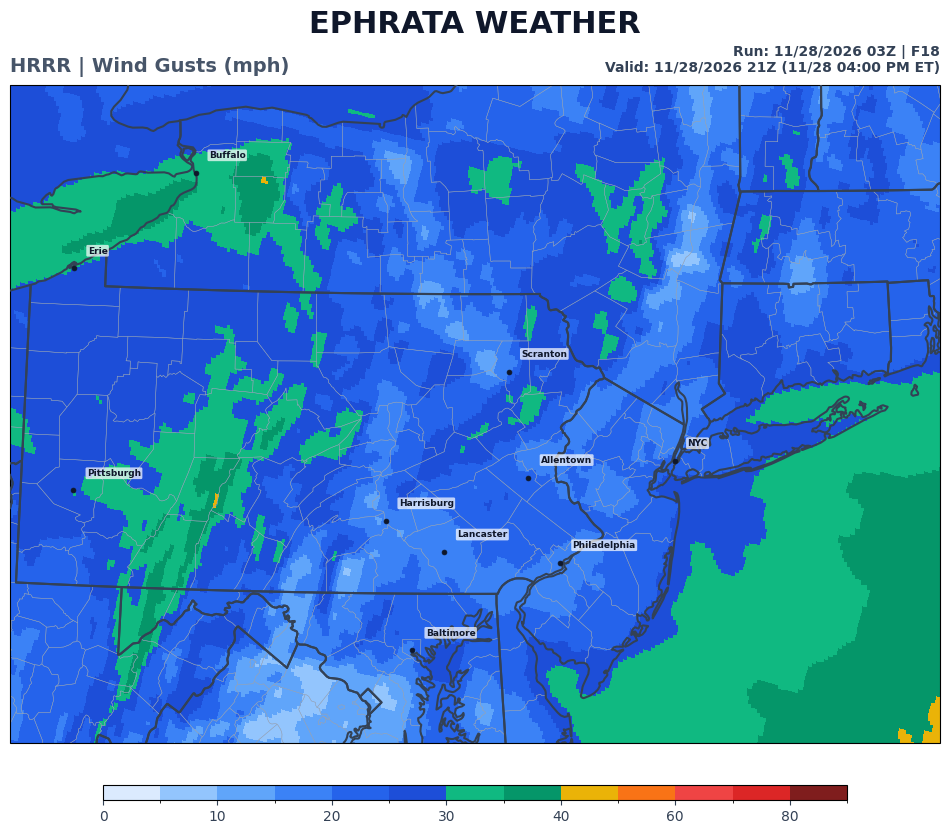 EPHRATA WEATHER
HRRR | Wind Gusts (mph)
Run: 11/28/2026 03Z | F18
Valid: 11/28/2026 21Z (11/28 04:00 PM ET)
Buffalo
Erie
Scranton
NYC
Allentown
Pittsburgh
Harrisburg
Lancaster
Philadelphia
Baltimore
0 10 20 30 40 50 60 70 80